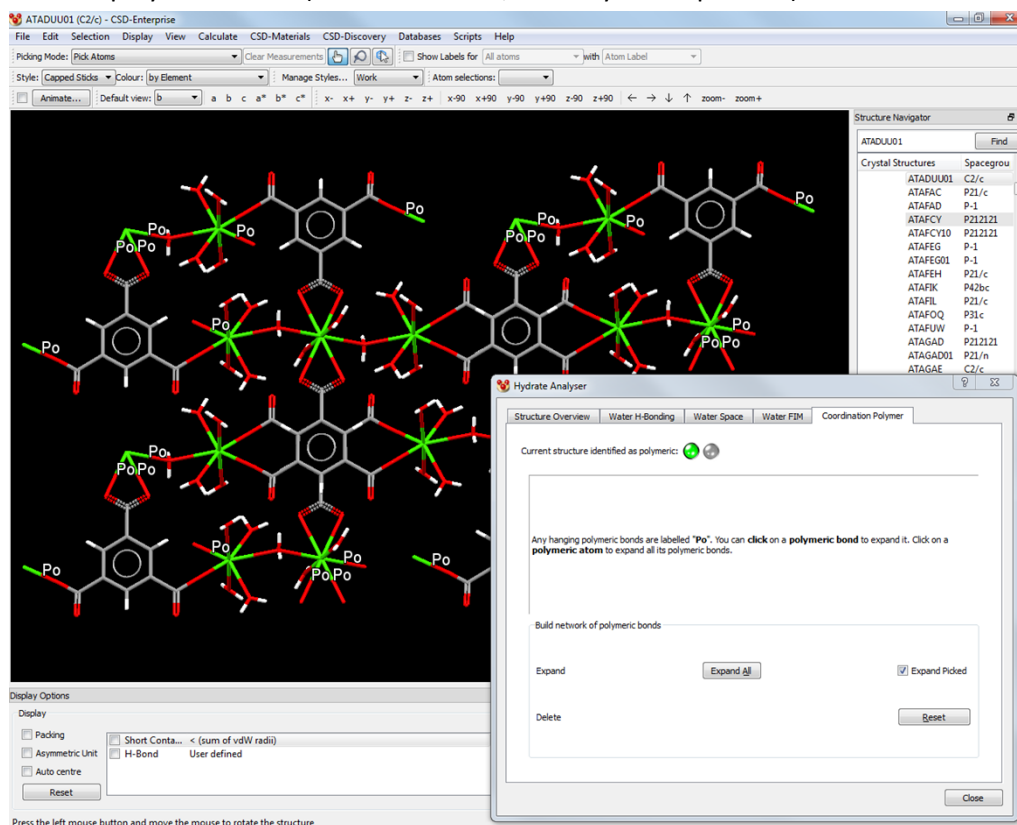 ATADUU01 (C2/c) - CSD-Enterprise
File Edit Selection Display View Calculate CSD-Materials CSD-Discovery Databases Scripts Help
Picking Mode: Pick Atoms Clear Measurements Show Labels for All atoms with Atom Label
Style: Capped Sticks Colour: by Element Manage Styles... Work Atom selections:
Animate... Default view: b a b c a* b* c* x- x+ y- y+ z- z+ x-90 x+90 y-90 y+90 z-90 z+90 ← → ↓ ↑ zoom- zoom+
Structure Navigator
ATADUU01 Find
Crystal Structures Spacegrou
ATADUU01 C2/c
ATAFAC P21/c
ATAFAD P-1
ATAFCY P212121
ATAFCY10 P212121
ATAFEG P-1
ATAFEG01 P-1
ATAFEH P21/c
ATAFIK P42bc
ATAFIL P21/c
ATAFOQ P31c
ATAFUW P-1
ATAGAD P212121
ATAGAD01 P21/n
ATAGAE C2/c
Po Po
Po Po Po Po
Po Po Po Po
Po Po
Po Po Po
Po
Po Po
Po Po Po
Po Po Po
Hydrate Analyser
Structure Overview Water H-Bonding Water Space Water FIM Coordination Polymer
Current structure identified as polymeric:
Any hanging polymeric bonds are labelled "Po". You can click on a polymeric bond to expand it. Click on a
polymeric atom to expand all its polymeric bonds.
Build network of polymeric bonds
Expand Expand All Expand Picked
Delete Reset
Close
Display Options
Display
Packing
Asymmetric Unit
Auto centre
Reset
Short Conta... < (sum of vdW radii)
H-Bond User defined
Press the left mouse button and move the mouse to rotate the structure